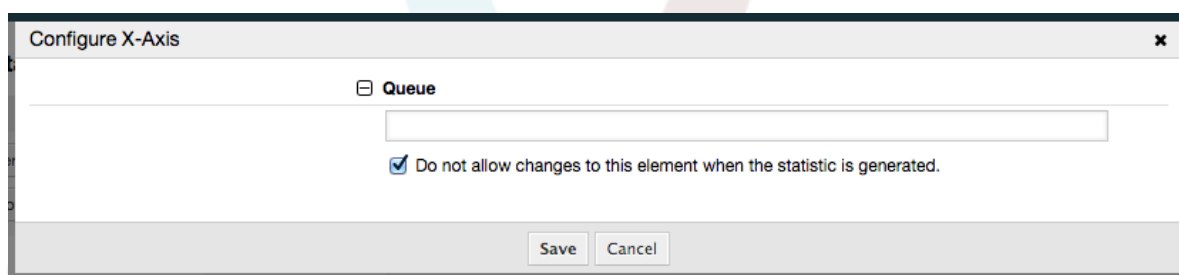 Configure X-Axis
Queue
Do not allow changes to this element when the statistic is generated.
Save Cancel